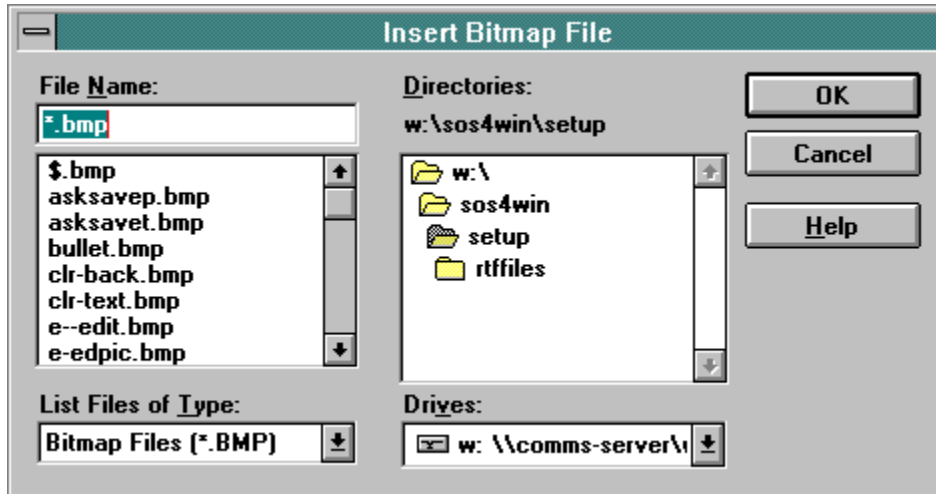 Insert Bitmap File
File Name:
*.bmp
$.bmp
asksavep.bmp
asksavet.bmp
bullet.bmp
clr-back.bmp
clr-text.bmp
e--edit.bmp
e-edpic.bmp
List Files of Type:
Bitmap Files (*.BMP)
Directories:
w:\sos4win\setup
w:\
sos4win
setup
rtffiles
Drives:
w: \\comms-server\
OK
Cancel
Help